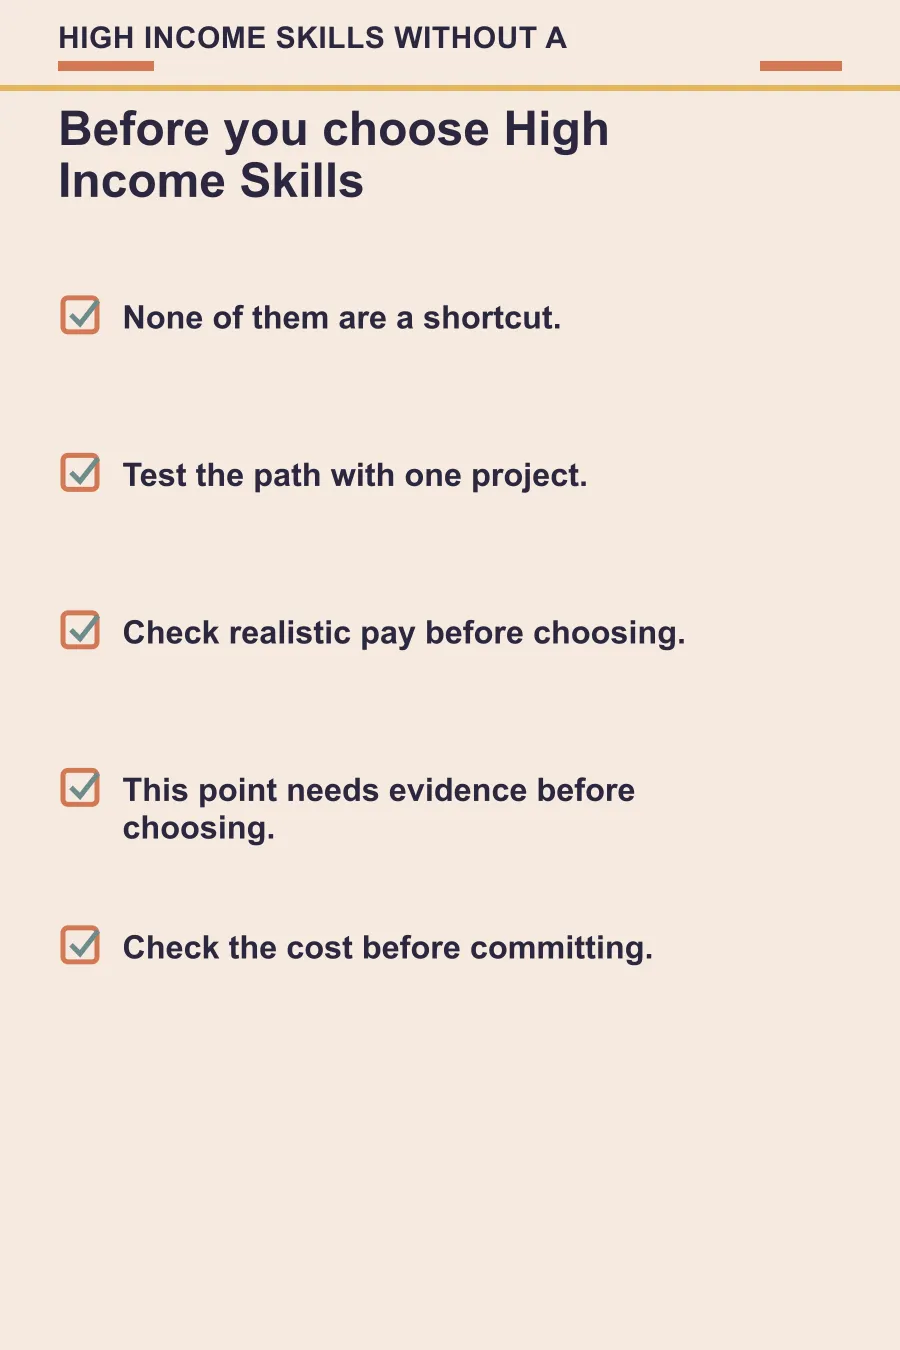 HIGH INCOME SKILLS WITHOUT A
Before you choose High
Income Skills
None of them are a shortcut.
Test the path with one project.
Check realistic pay before choosing.
This point needs evidence before
choosing.
Check the cost before committing.